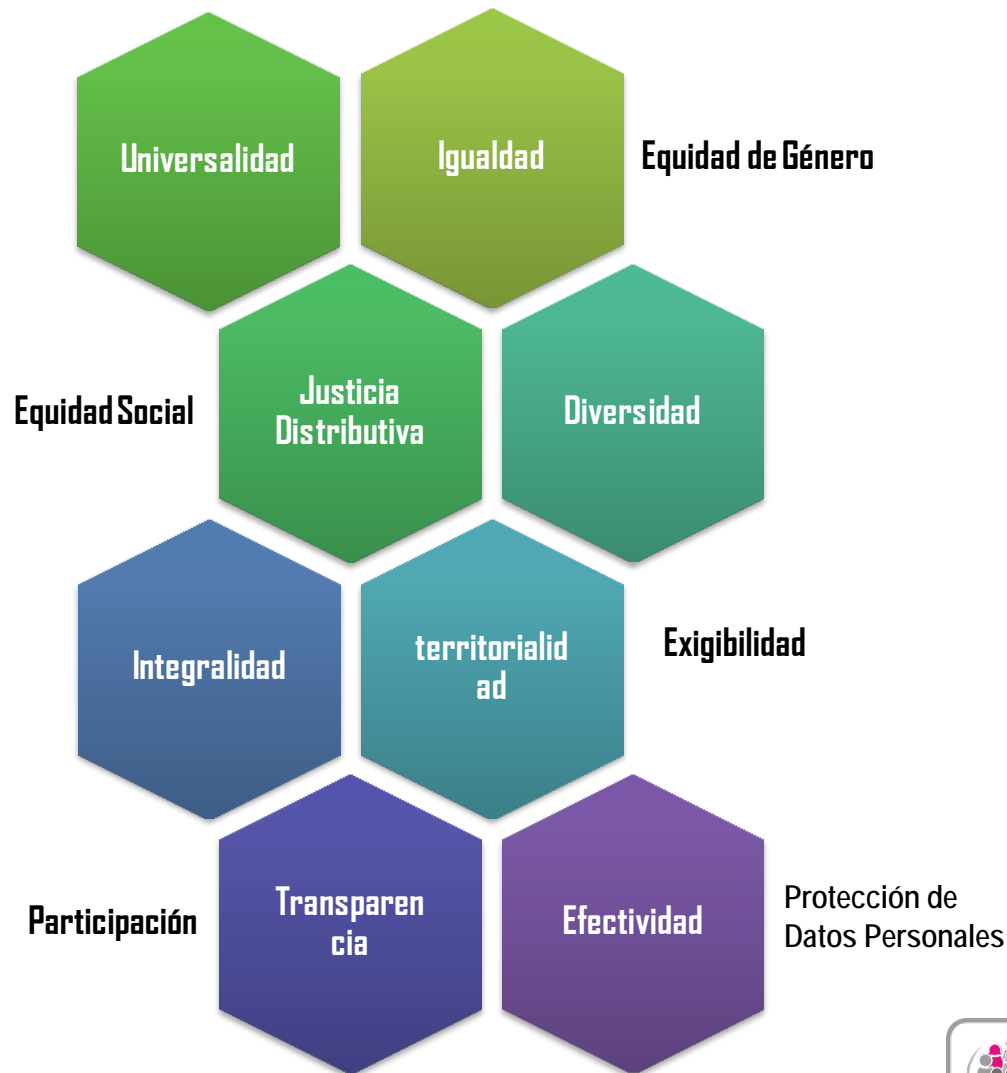 Universalidad
Igualdad
Equidad de Género
Equidad Social
Justicia
Distributiva
Diversidad
Integralidad
territorialid
ad
Exigibilidad
Participación
Transparen
cia
Efectividad
Protección de
Datos Personales